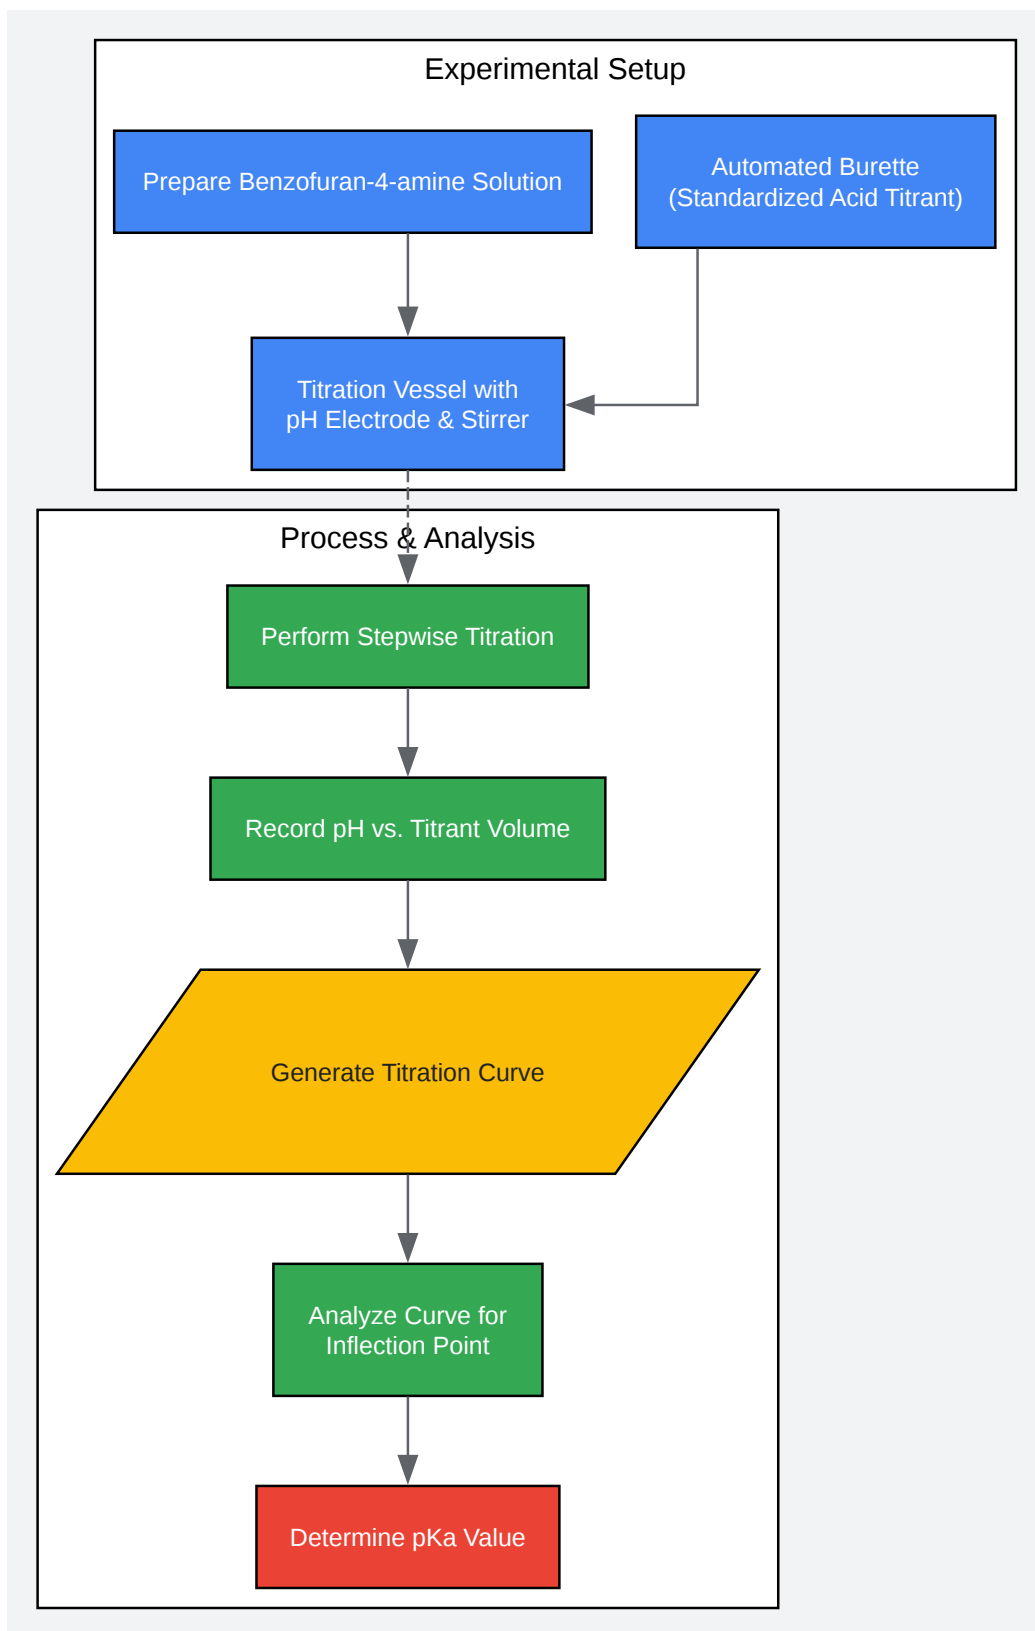 Experimental Setup
Prepare Benzofuran-4-amine Solution
Automated Burette
(Standardized Acid Titrant)
Titration Vessel with
pH Electrode & Stirrer
Process & Analysis
Perform Stepwise Titration
Record pH vs. Titrant Volume
Generate Titration Curve
Analyze Curve for
Inflection Point
Determine pKa Value